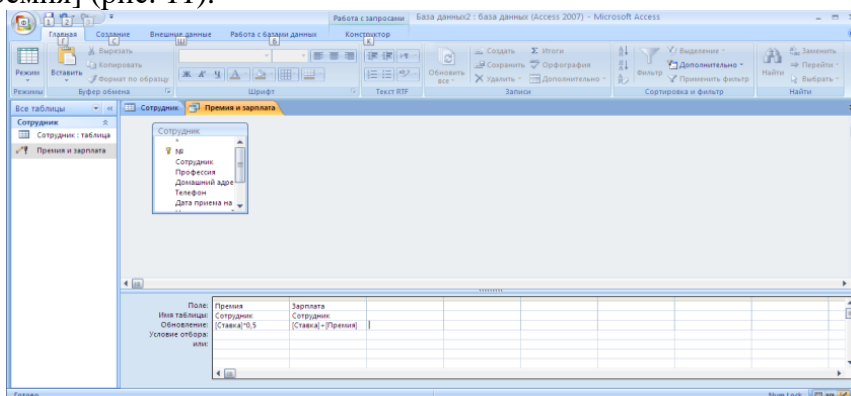 ремия] (рис. 11).
Работа с запросами База данных2 : база данных (Access 2007) - Microsoft Access
Главная Создание Внешние данные Работа с базами данных Конструктор
Режим
Вставить
Вырезать
Копировать
Формат по образцу
Ж К Ч
Обновить все
Создать
Сохранить
Удалить
Итоги
Орфография
Дополнительно
Фильтр
Выделение
Дополнительно
Применить фильтр
Найти
Заменить
Перейти
Выбрать
Режимы Буфер обмена Шрифт Текст RTF Записи Сортировка и фильтр Найти
Все таблицы
Сотрудник Премия и зарплата
Сотрудник
Сотрудник : таблица
Премия и зарплата
Сотрудник
*
№
Сотрудник
Профессия
Домашний адре
Телефон
Дата приема на
Поле: Премия Зарплата
Имя таблицы: Сотрудник Сотрудник
Обновление: [Ставка]*0,5 [Ставка]+[Премия]
Условие отбора:
или:
Готово Num Lock